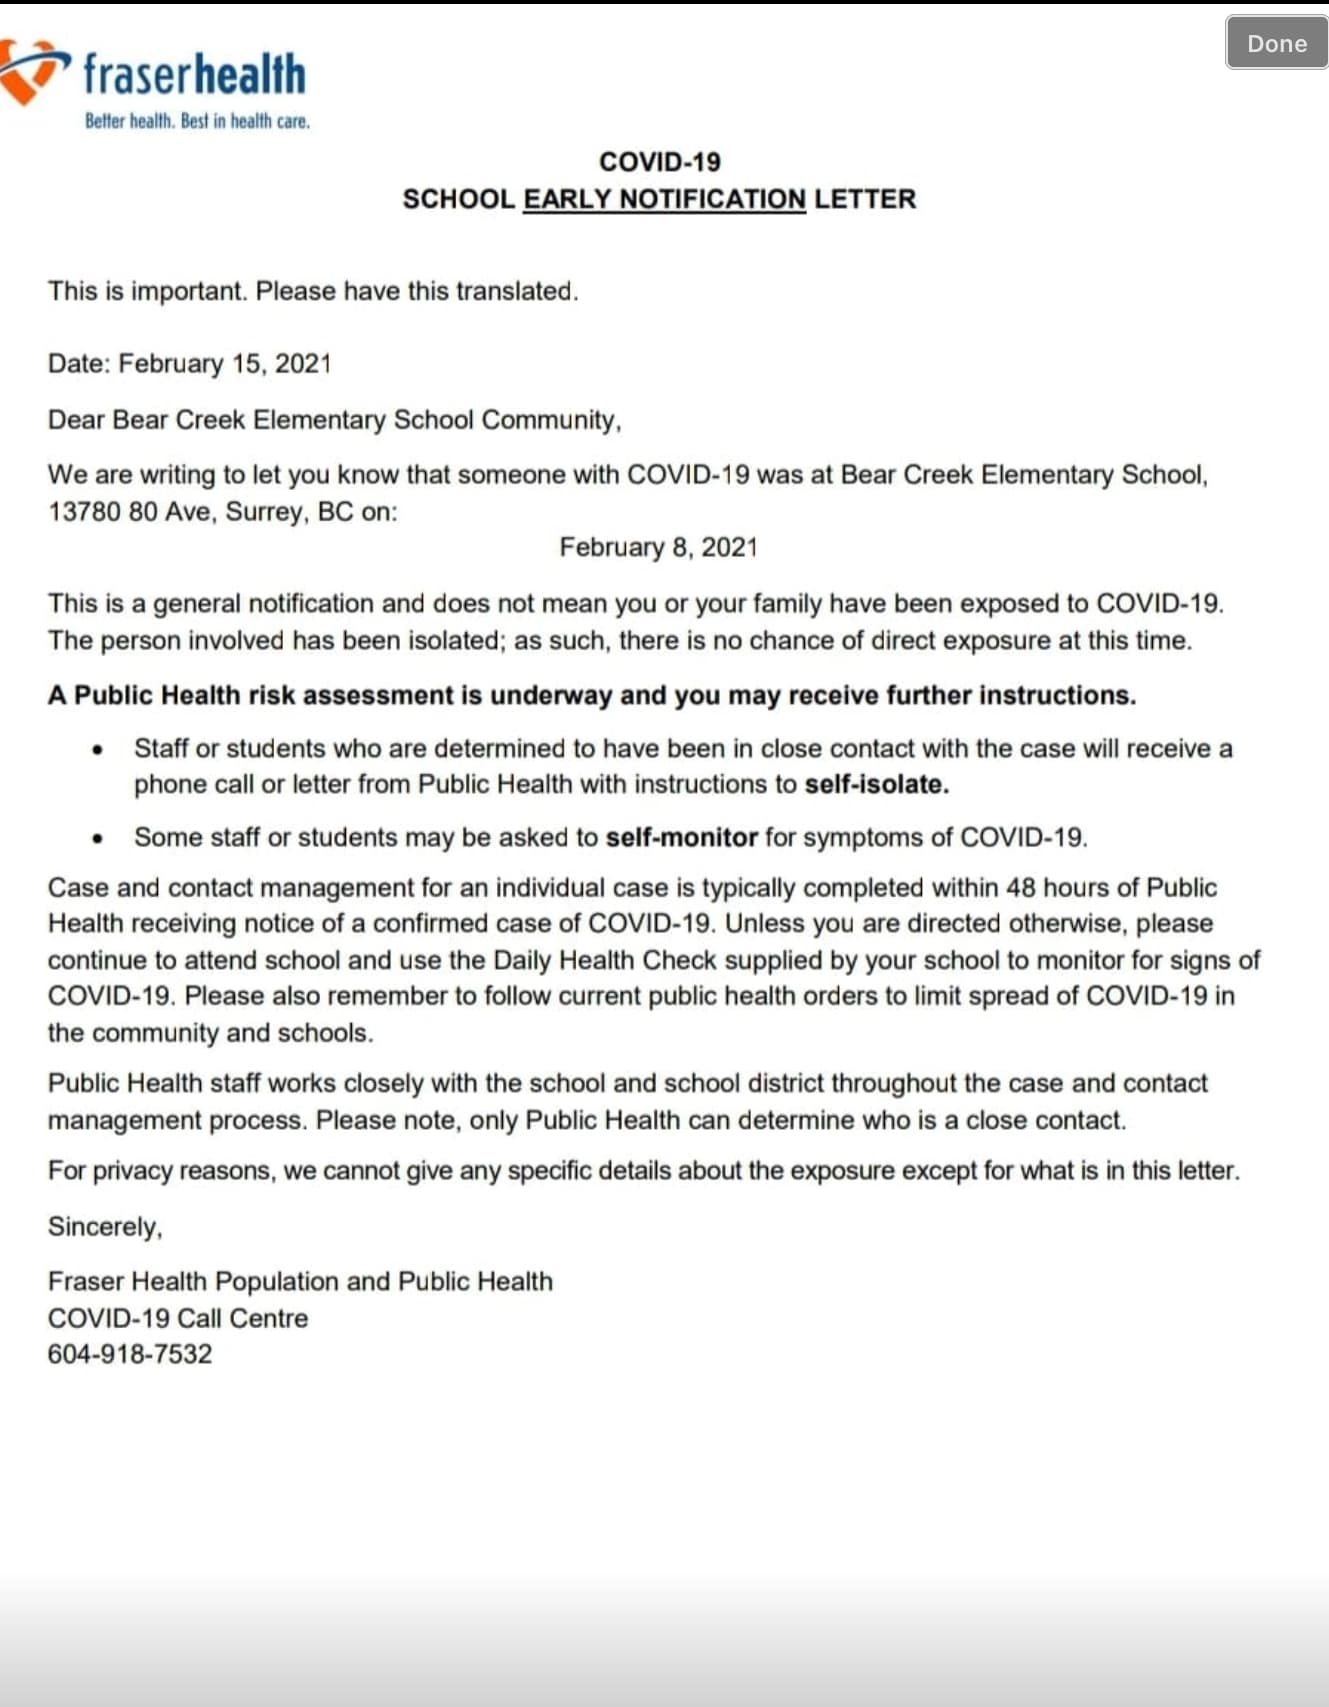 Done
fraserhealth
Better health. Best in health care.
COVID-19
SCHOOL EARLY NOTIFICATION LETTER
This is important. Please have this translated.
Date: February 15, 2021
Dear Bear Creek Elementary School Community,
We are writing to let you know that someone with COVID-19 was at Bear Creek Elementary School,
13780 80 Ave, Surrey, BC on:
February 8, 2021
This is a general notification and does not mean you or your family have been exposed to COVID-19.
The person involved has been isolated; as such, there is no chance of direct exposure at this time.
A Public Health risk assessment is underway and you may receive further instructions.
• Staff or students who are determined to have been in close contact with the case will receive a
phone call or letter from Public Health with instructions to self-isolate.
• Some staff or students may be asked to self-monitor for symptoms of COVID-19.
Case and contact management for an individual case is typically completed within 48 hours of Public
Health receiving notice of a confirmed case of COVID-19. Unless you are directed otherwise, please
continue to attend school and use the Daily Health Check supplied by your school to monitor for signs of
COVID-19. Please also remember to follow current public health orders to limit spread of COVID-19 in
the community and schools.
Public Health staff works closely with the school and school district throughout the case and contact
management process. Please note, only Public Health can determine who is a close contact.
For privacy reasons, we cannot give any specific details about the exposure except for what is in this letter.
Sincerely,
Fraser Health Population and Public Health
COVID-19 Call Centre
604-918-7532